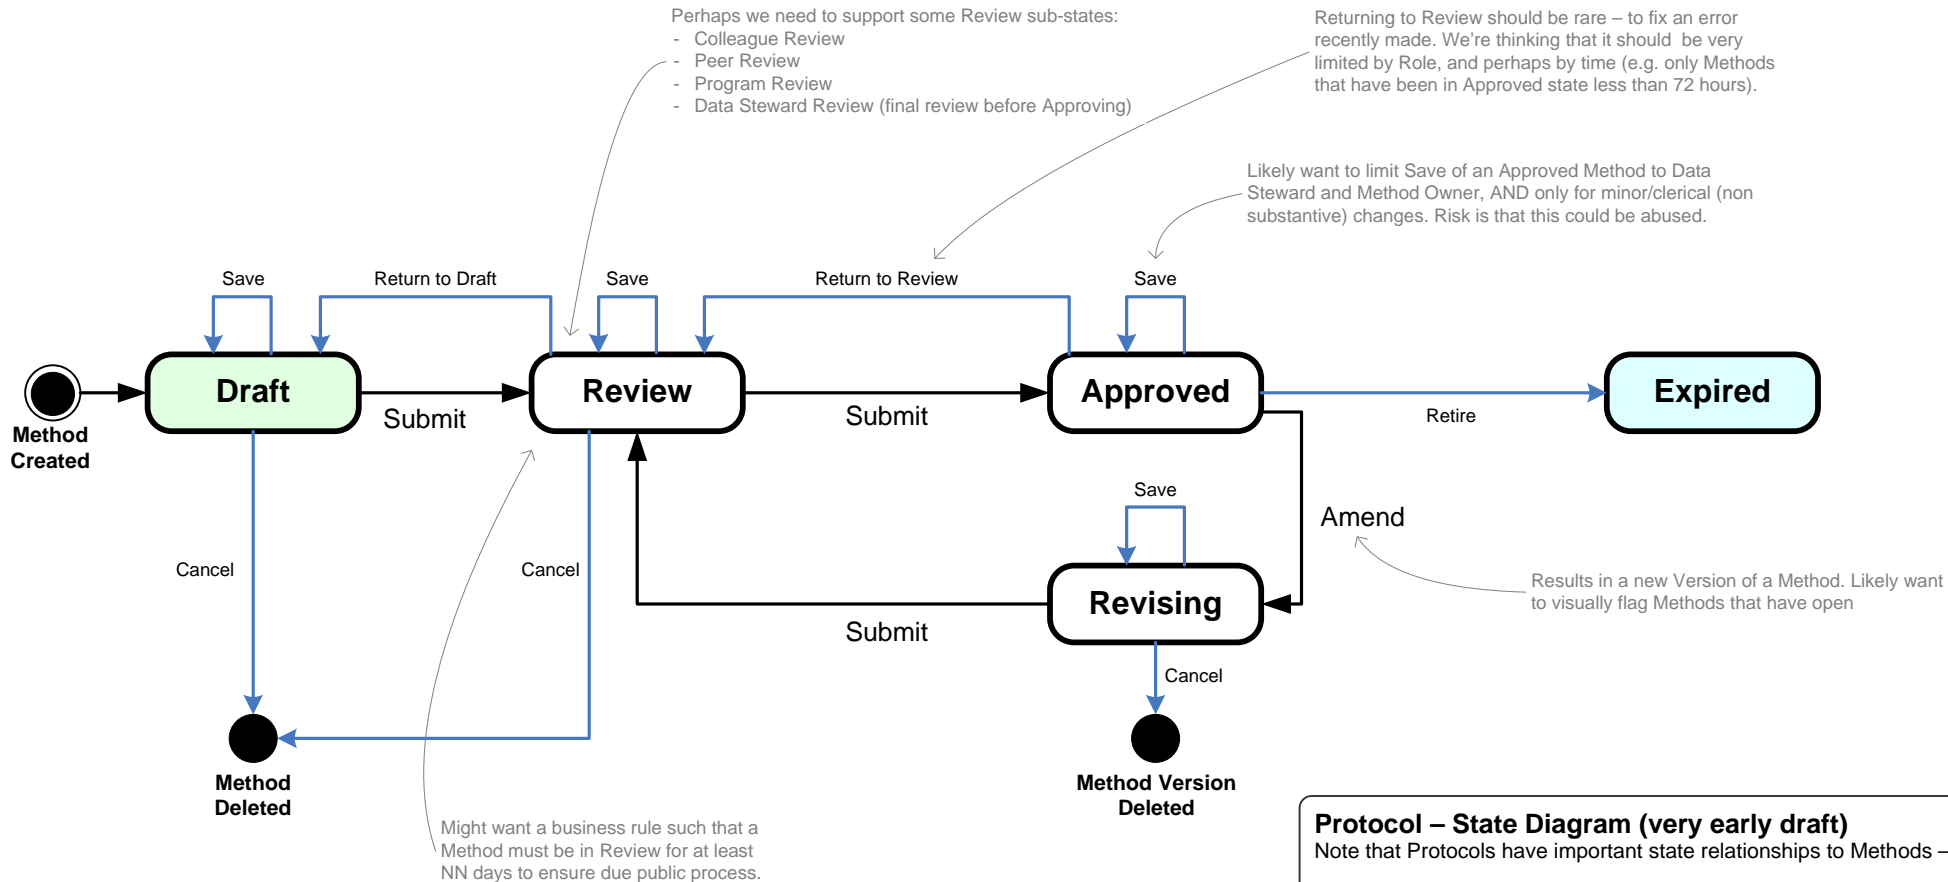 Perhaps we need to support some Review sub-states:
- Colleague Review
- Peer Review
- Program Review
- Data Steward Review (final review before Approving)
Returning to Review should be rare – to fix an error
recently made. We're thinking that it should  be very
limited by Role, and perhaps by time (e.g. only Methods
that have been in Approved state less than 72 hours).
Likely want to limit Save of an Approved Method to Data
Steward and Method Owner, AND only for minor/clerical (non
substantive) changes. Risk is that this could be abused.
Save
Return to Draft
Save
Return to Review
Save
Draft
Review
Approved
Expired
Submit
Submit
Retire
Method
Created
Save
Amend
Cancel
Cancel
Results in a new Version of a Method. Likely want
to visually flag Methods that have open
Revising
Submit
Cancel
Method
Deleted
Method Version
Deleted
Might want a business rule such that a
Method must be in Review for at least
NN days to ensure due public process.
Protocol – State Diagram (very early draft)
Note that Protocols have important state relationships to Methods –